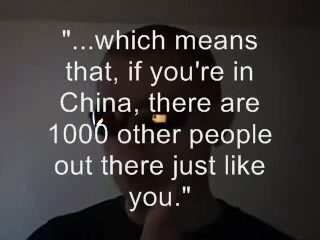 "...which means
that, if you're in
China, there are
1000 other people
out there just like
you."